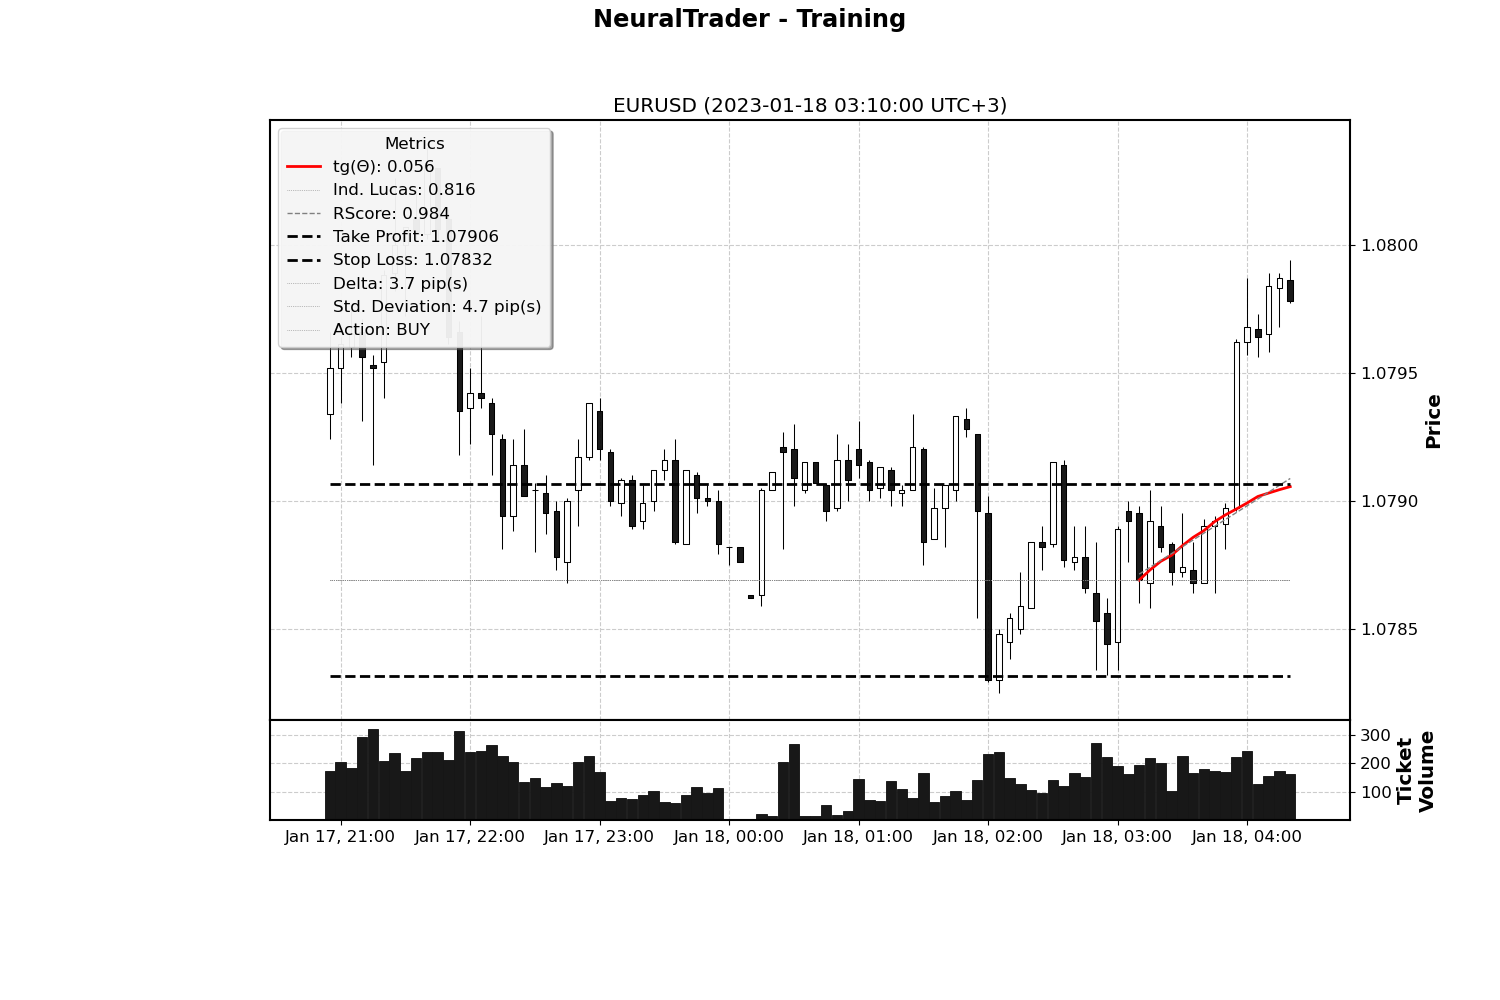 NeuralTrader - Training
EURUSD (2023-01-18 03:10:00 UTC+3)
Metrics
tg(Θ): 0.056
Ind. Lucas: 0.816
RScore: 0.984
Take Profit: 1.07906
Stop Loss: 1.07832
Delta: 3.7 pip(s)
Std. Deviation: 4.7 pip(s)
Action: BUY
1.0800
1.0795
1.0790
1.0785
Price
300
200
100
Ticket
Volume
Jan 17, 21:00
Jan 17, 22:00
Jan 17, 23:00
Jan 18, 00:00
Jan 18, 01:00
Jan 18, 02:00
Jan 18, 03:00
Jan 18, 04:00